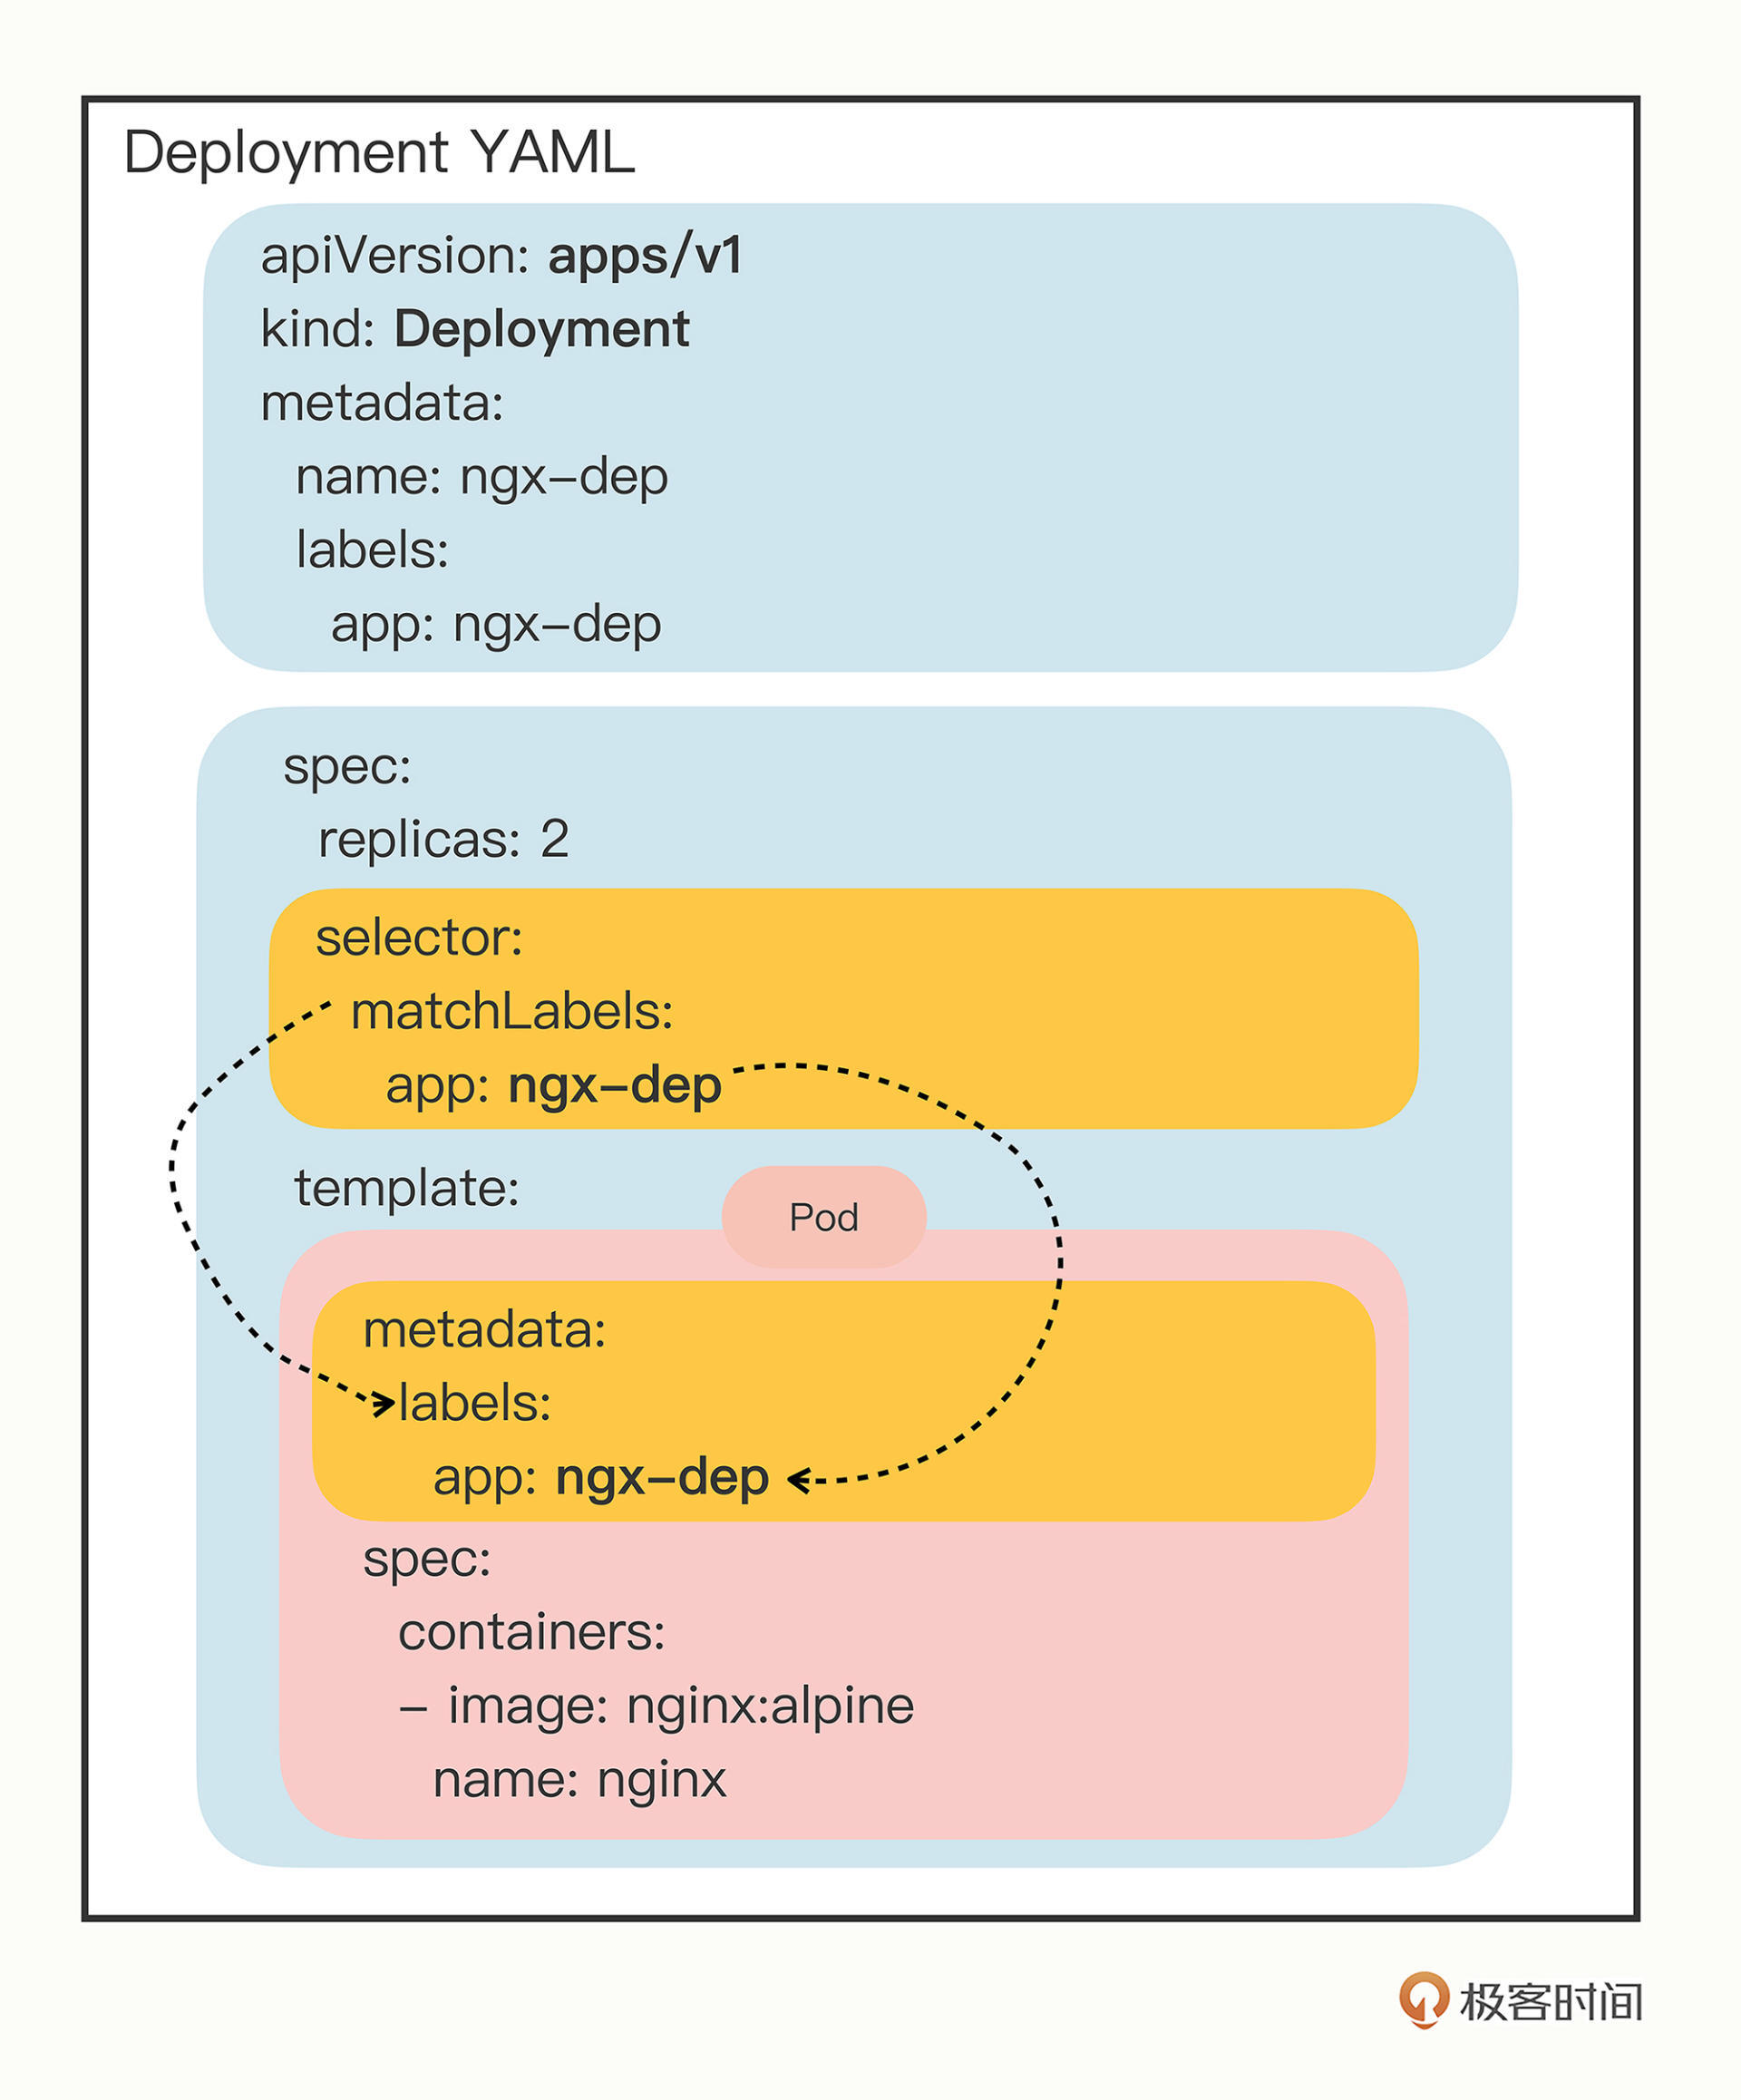 Deployment YAML
apiVersion: apps/v1
kind: Deployment
metadata:
name: ngx-dep
labels:
app: ngx-dep
spec:
replicas: 2
selector:
matchLabels:
app: ngx-dep
template:
Pod
metadata:
labels:
app: ngx-dep
spec:
containers:
- image: nginx:alpine
name: nginx
极客时间